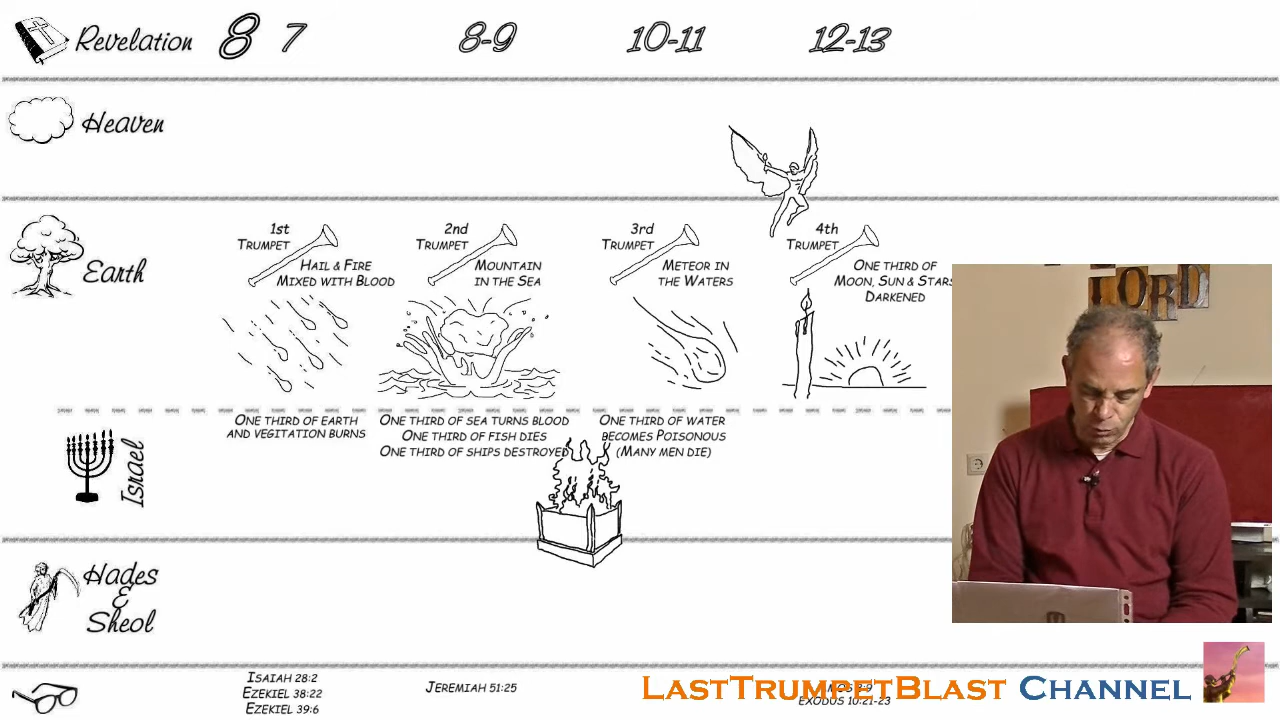 Revelation 8 7 8-9 10-11 12-13
Heaven
Earth
1st
TRUMPET
HAIL & FIRE
MIXED WITH BLOOD
2nd
TRUMPET
MOUNTAIN
IN THE SEA
3rd
TRUMPET
METEOR IN
THE WATERS
4th
TRUMPET
ONE THIRD OF
MOON, SUN & STARS
DARKENED
LORD
Israel
ONE THIRD OF EARTH
AND VEGITATION BURNS
ONE THIRD OF SEA TURNS BLOOD
ONE THIRD OF FISH DIES
ONE THIRD OF SHIPS DESTROYED
ONE THIRD OF WATER
BECOMES POISONOUS
(MANY MEN DIE)
Hades
&
Sheol
ISAIAH 28:2
EZEKIEL 38:22
EZEKIEL 39:6
JEREMIAH 51:25
EXODUS 10:21-23
LASTTRUMPETBLAST CHANNEL